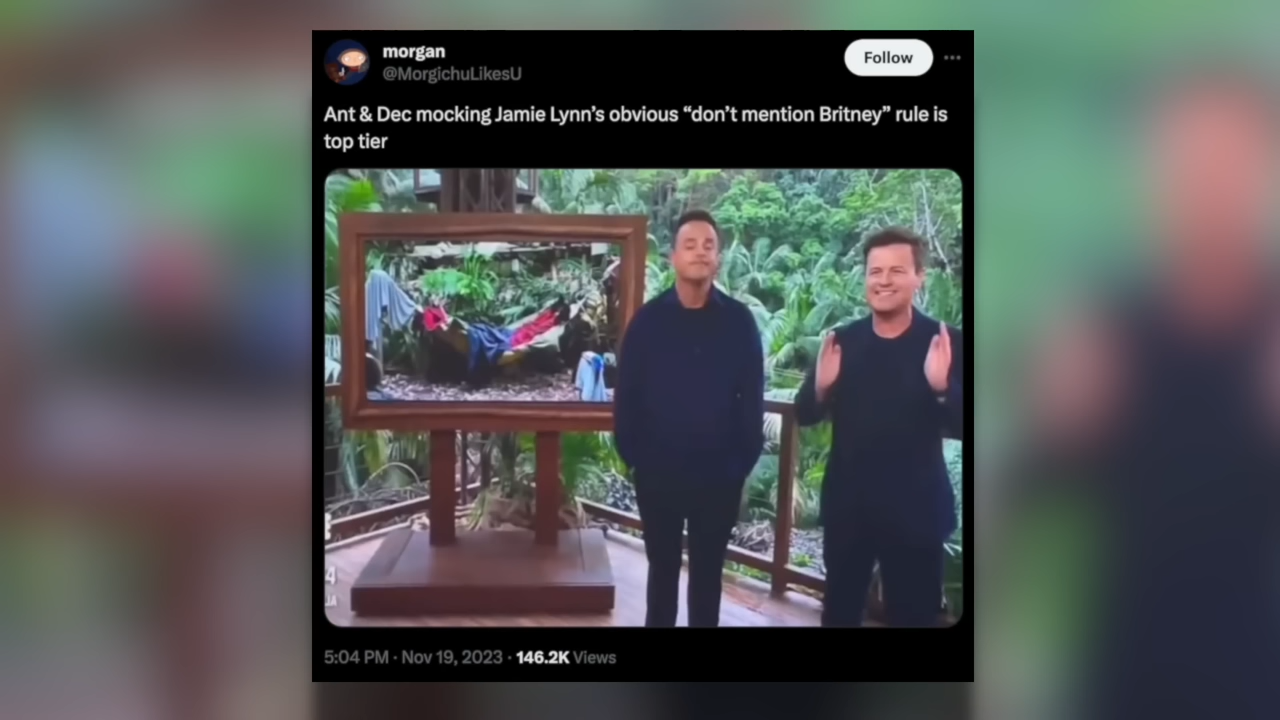 morgan
@MorgichuLikesU
Follow
Ant & Dec mocking Jamie Lynn’s obvious “don’t mention Britney” rule is
top tier
5:04 PM · Nov 19, 2023 · 146.2K Views